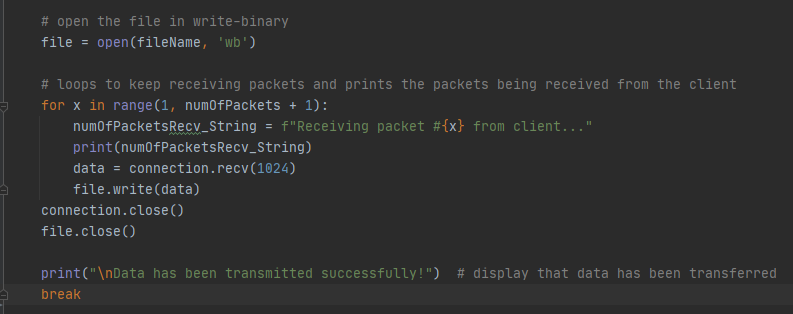 # open the file in write-binary
file = open(fileName, 'wb')
# loops to keep receiving packets and prints the packets being received from the client
for x in range(1, numOfPackets + 1):
numOfPacketsRecv_String = f"Receiving packet #{x} from client..."
print(numOfPacketsRecv_String)
data = connection.recv(1024)
file.write(data)
connection.close()
file.close()
print("\nData has been transmitted successfully!")  # display that data has been transferred
break